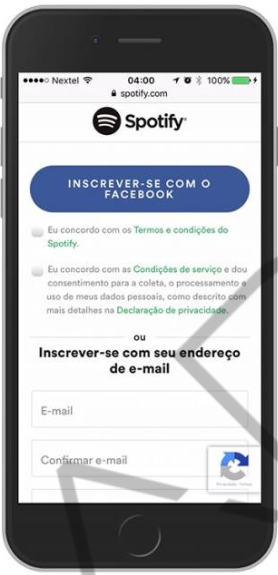 Nextel 04:00 100%
spotify.com
Spotify
INSCREVER-SE COM O
FACEBOOK
Eu concordo com os Termos e condições do
Spotify.
Eu concordo com as Condições de serviço e dou
consentimento para a coleta, o processamento e
uso de meus dados pessoais, como descrito com
mais detalhes na Declaração de privacidade.
ou
Inscrever-se com seu endereço
de e-mail
E-mail
Confirmar e-mail